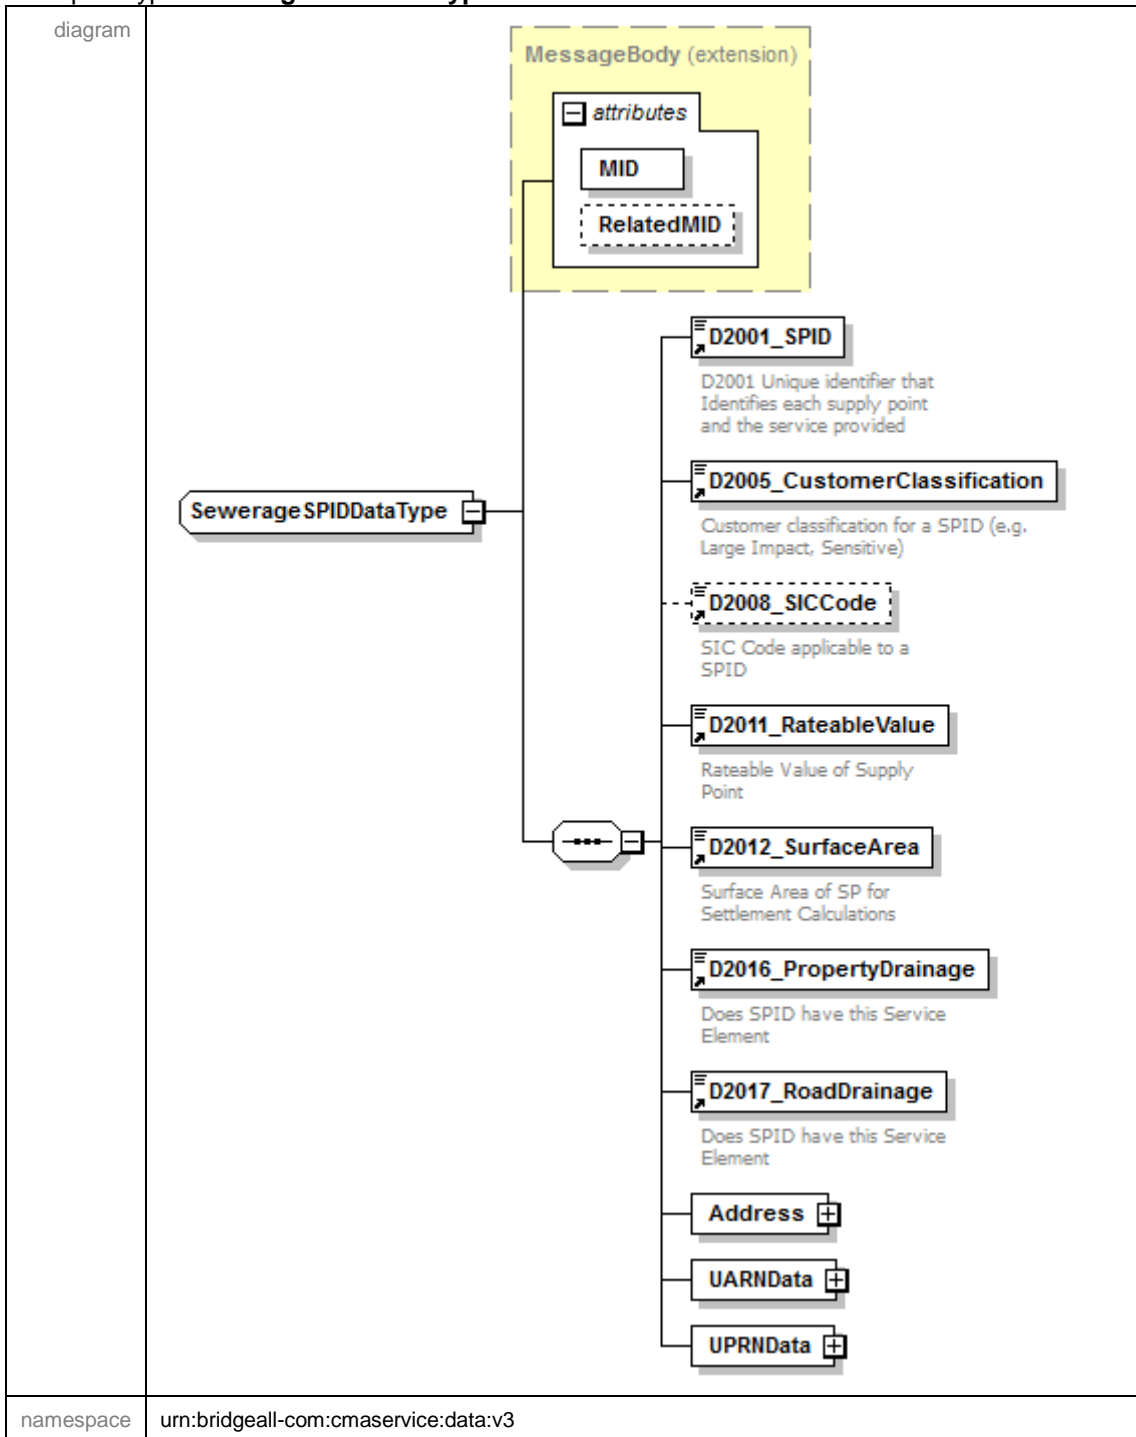 diagram
MessageBody (extension)
attributes
MID
RelatedMID
SewerageSPIDDataType
D2001_SPID
D2001 Unique identifier that
Identifies each supply point
and the service provided
D2005_CustomerClassification
Customer classification for a SPID (e.g.
Large Impact, Sensitive)
D2008_SICCode
SIC Code applicable to a
SPID
D2011_RateableValue
Rateable Value of Supply
Point
D2012_SurfaceArea
Surface Area of SP for
Settlement Calculations
D2016_PropertyDrainage
Does SPID have this Service
Element
D2017_RoadDrainage
Does SPID have this Service
Element
Address
UARNData
UPRNData
namespace urn:bridgeall-com:cmaservice:data:v3